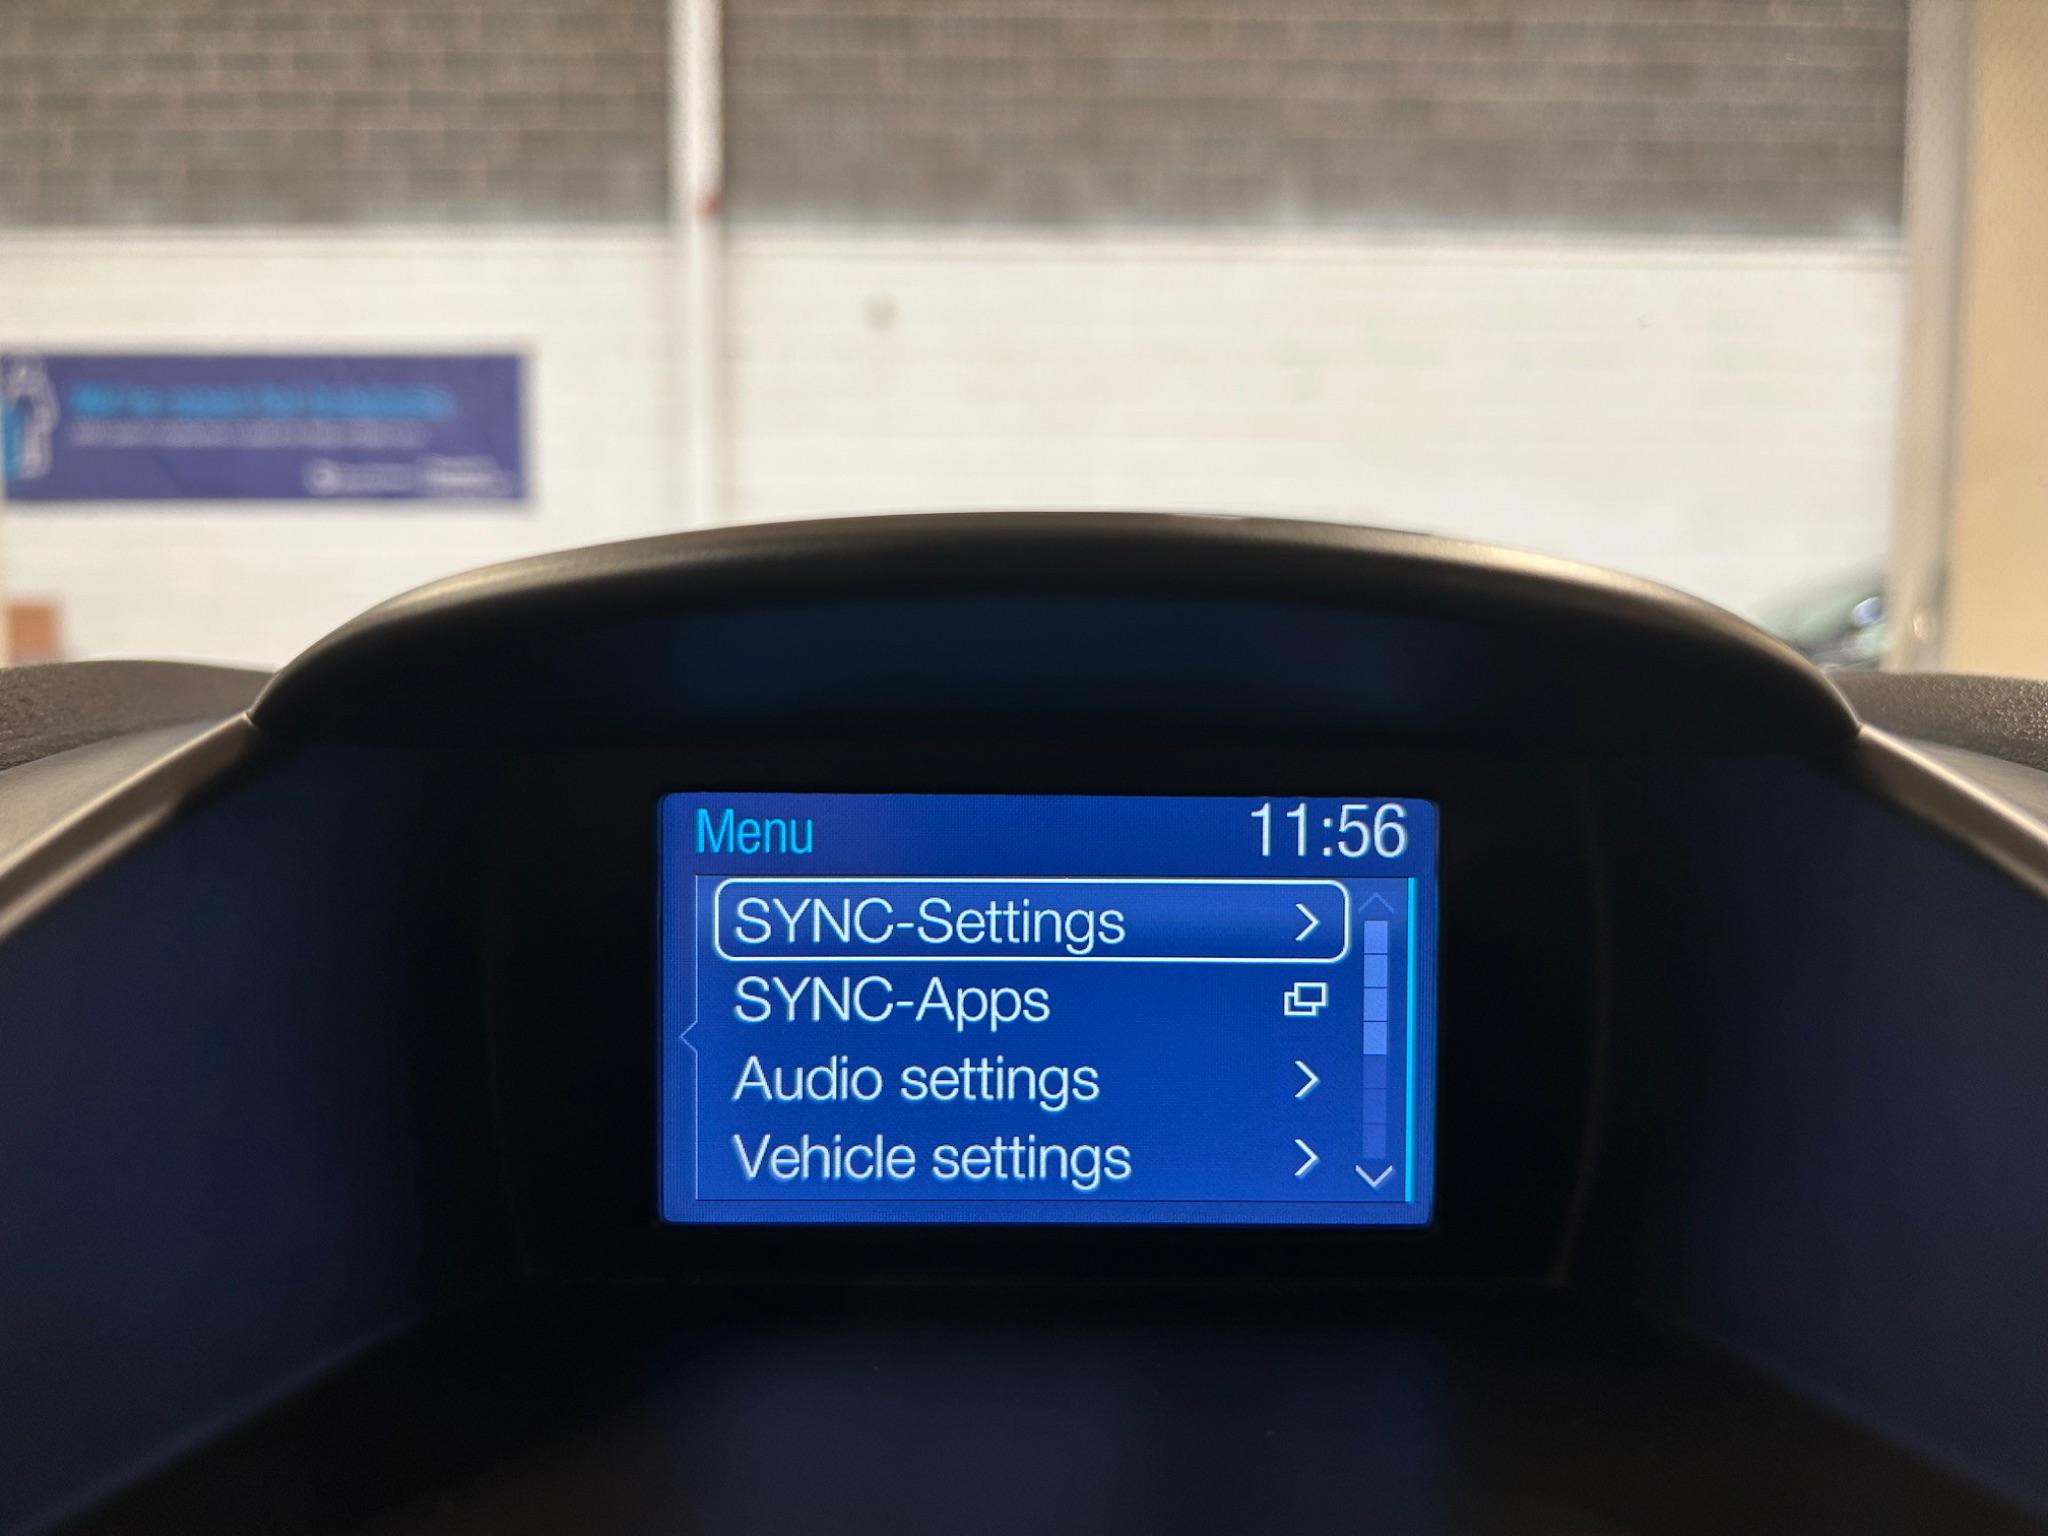 Menu 11:56
SYNC-Settings
SYNC-Apps
Audio settings
Vehicle settings